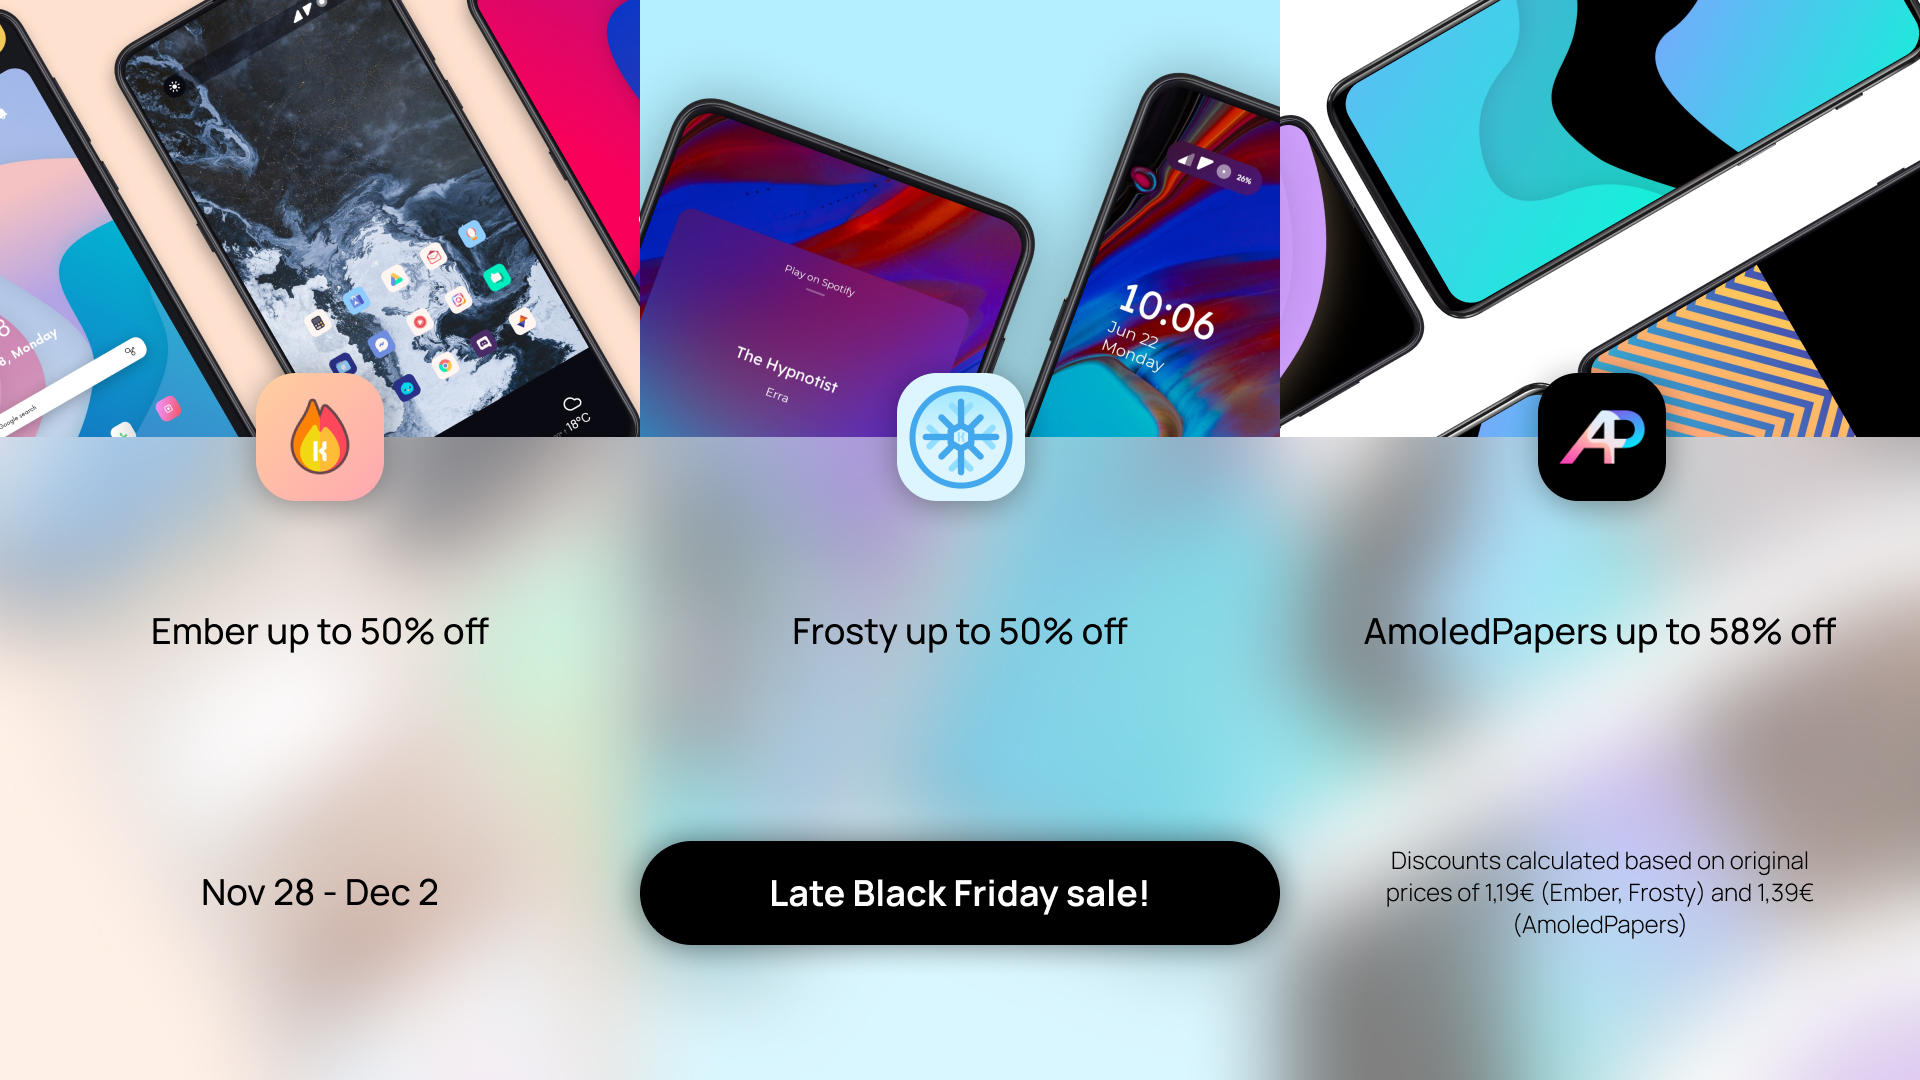 8, Monday
Google search
18°C
Play on Spotify
The Hypnotist
Erra
26%
10:06
Jun 22
Monday
K
AP
Ember up to 50% off
Frosty up to 50% off
AmoledPapers up to 58% off
Nov 28 - Dec 2
Late Black Friday sale!
Discounts calculated based on original
prices of 1,19€ (Ember, Frosty) and 1,39€
(AmoledPapers)